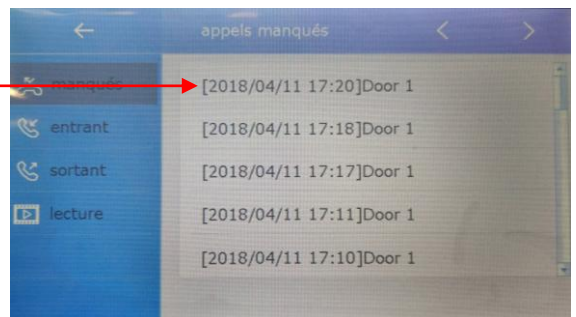 appels manqués
manqués
entrant
sortant
lecture
[2018/04/11 17:20]Door 1
[2018/04/11 17:18]Door 1
[2018/04/11 17:17]Door 1
[2018/04/11 17:11]Door 1
[2018/04/11 17:10]Door 1